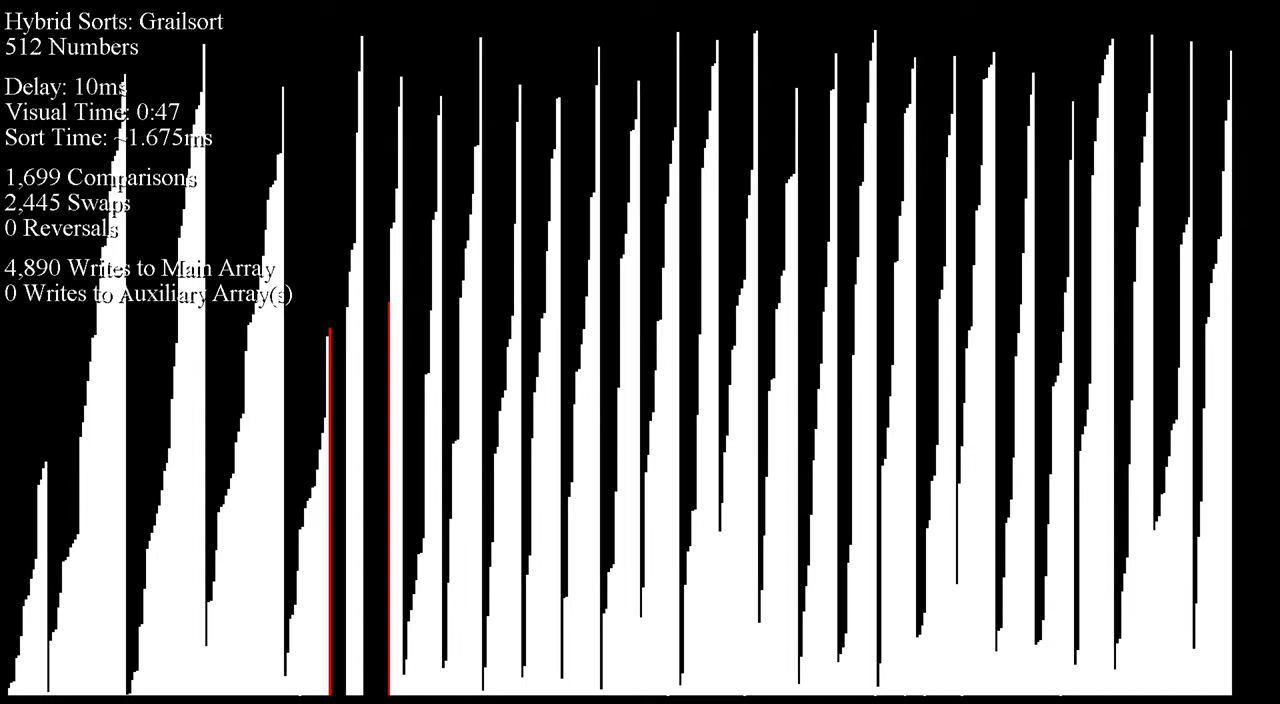 Hybrid Sorts: Grailsort
512 Numbers
Delay: 10ms
Visual Time: 0:47
Sort Time: ~1.675ms
1,699 Comparisons
2,445 Swaps
0 Reversals
4,890 Writes to Main Array
0 Writes to Auxiliary Array(s)